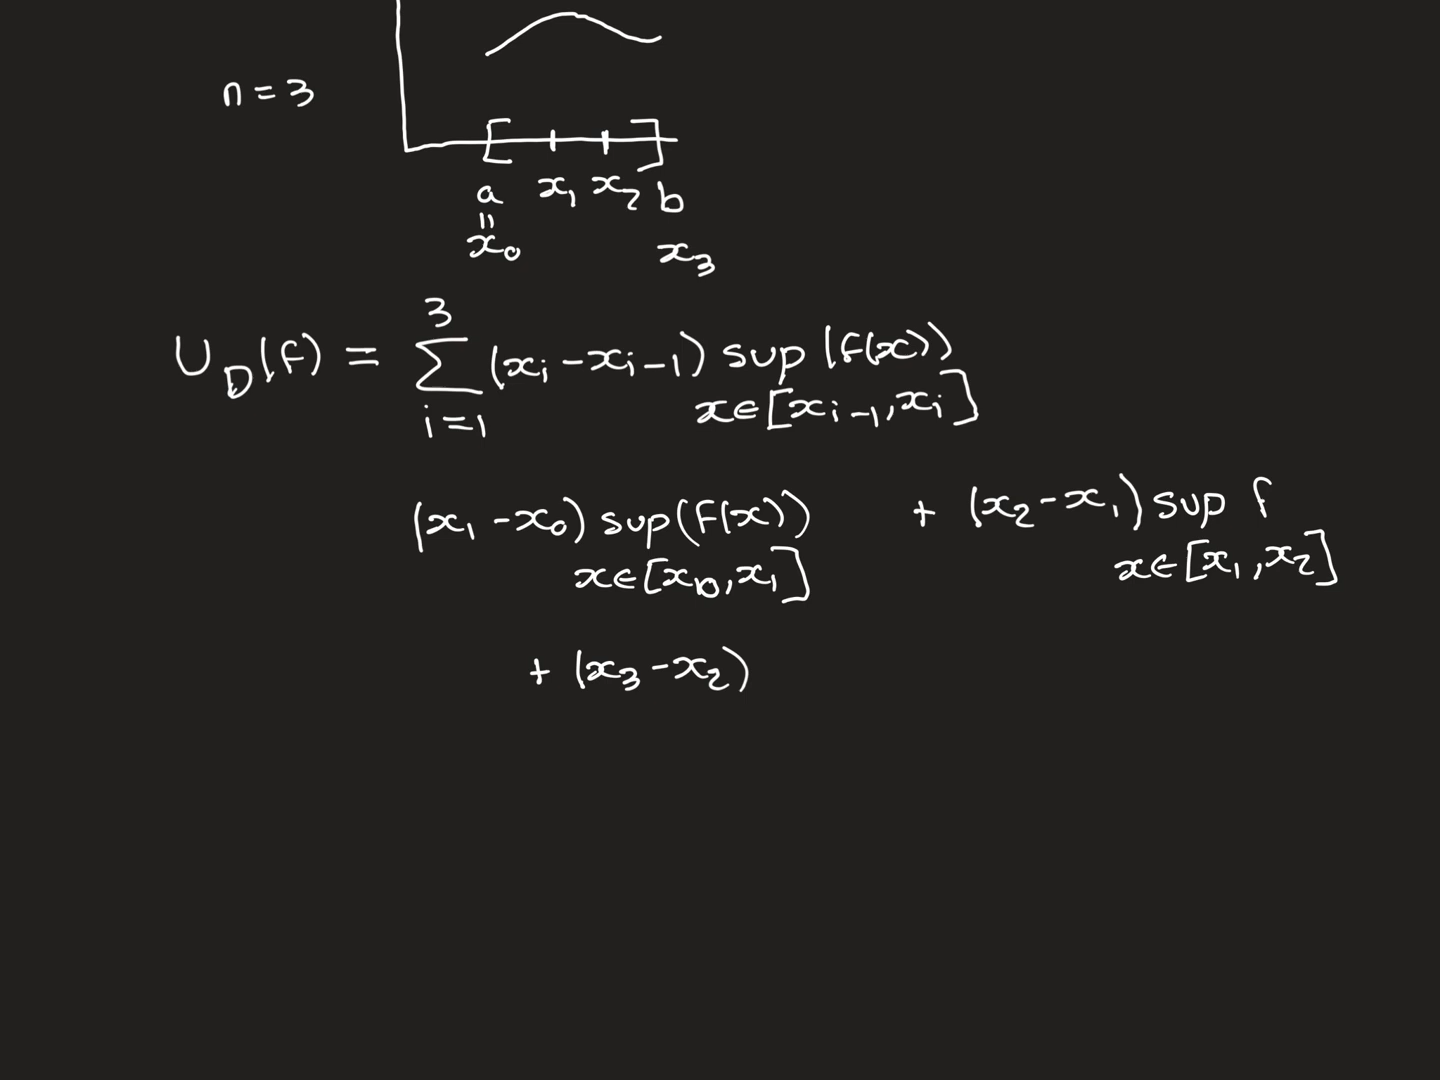 n = 3
a x₁ x₂ b
=
x₀ x₃
U_D(f) = ∑_{i=1}^{3} (x_i - x_{i-1}) sup (f(x))
x ∈ [x_{i-1}, x_i]
(x₁ - x₀) sup (f(x)) + (x₂ - x₁) sup f
x ∈ [x₀, x₁] x ∈ [x₁, x₂]
+ (x₃ - x₂)